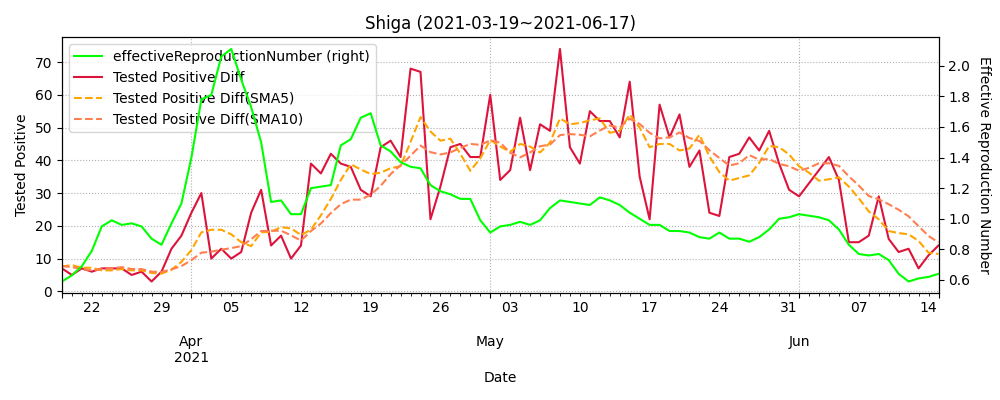 Shiga (2021-03-19~2021-06-17)
effectiveReproductionNumber (right)
Tested Positive Diff
Tested Positive Diff(SMA5)
Tested Positive Diff(SMA10)
Tested Positive
70
60
50
40
30
20
10
0
2.0
1.8
1.6
1.4
1.2
1.0
0.8
0.6
Effective Reproduction Number
22 29 05 12 19 26 03 10 17 24 31 07 14
Apr May Jun
2021
Date